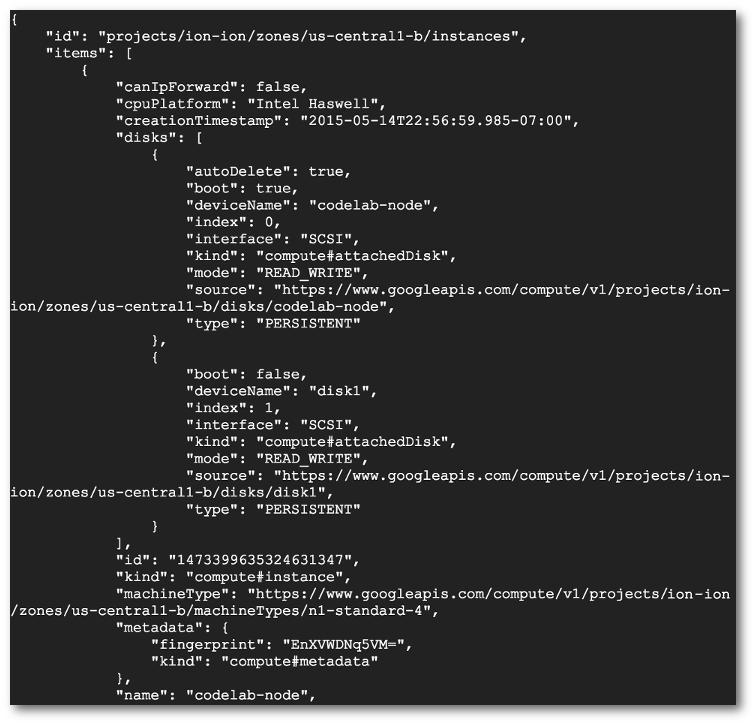 {
    "id": "projects/ion-ion/zones/us-central1-b/instances",
    "items": [
        {
            "canIpForward": false,
            "cpuPlatform": "Intel Haswell",
            "creationTimestamp": "2015-05-14T22:56:59.985-07:00",
            "disks": [
                {
                    "autoDelete": true,
                    "boot": true,
                    "deviceName": "codelab-node",
                    "index": 0,
                    "interface": "SCSI",
                    "kind": "compute#attachedDisk",
                    "mode": "READ_WRITE",
                    "source": "https://www.googleapis.com/compute/v1/projects/ion-
ion/zones/us-central1-b/disks/codelab-node",
                    "type": "PERSISTENT"
                },
                {
                    "boot": false,
                    "deviceName": "disk1",
                    "index": 1,
                    "interface": "SCSI",
                    "kind": "compute#attachedDisk",
                    "mode": "READ_WRITE",
                    "source": "https://www.googleapis.com/compute/v1/projects/ion-
ion/zones/us-central1-b/disks/disk1",
                    "type": "PERSISTENT"
                }
            ],
            "id": "1473399635324631347",
            "kind": "compute#instance",
            "machineType": "https://www.googleapis.com/compute/v1/projects/ion-ion
/zones/us-central1-b/machineTypes/n1-standard-4",
            "metadata": {
                "fingerprint": "EnXVWDNq5VM=",
                "kind": "compute#metadata"
            },
            "name": "codelab-node",